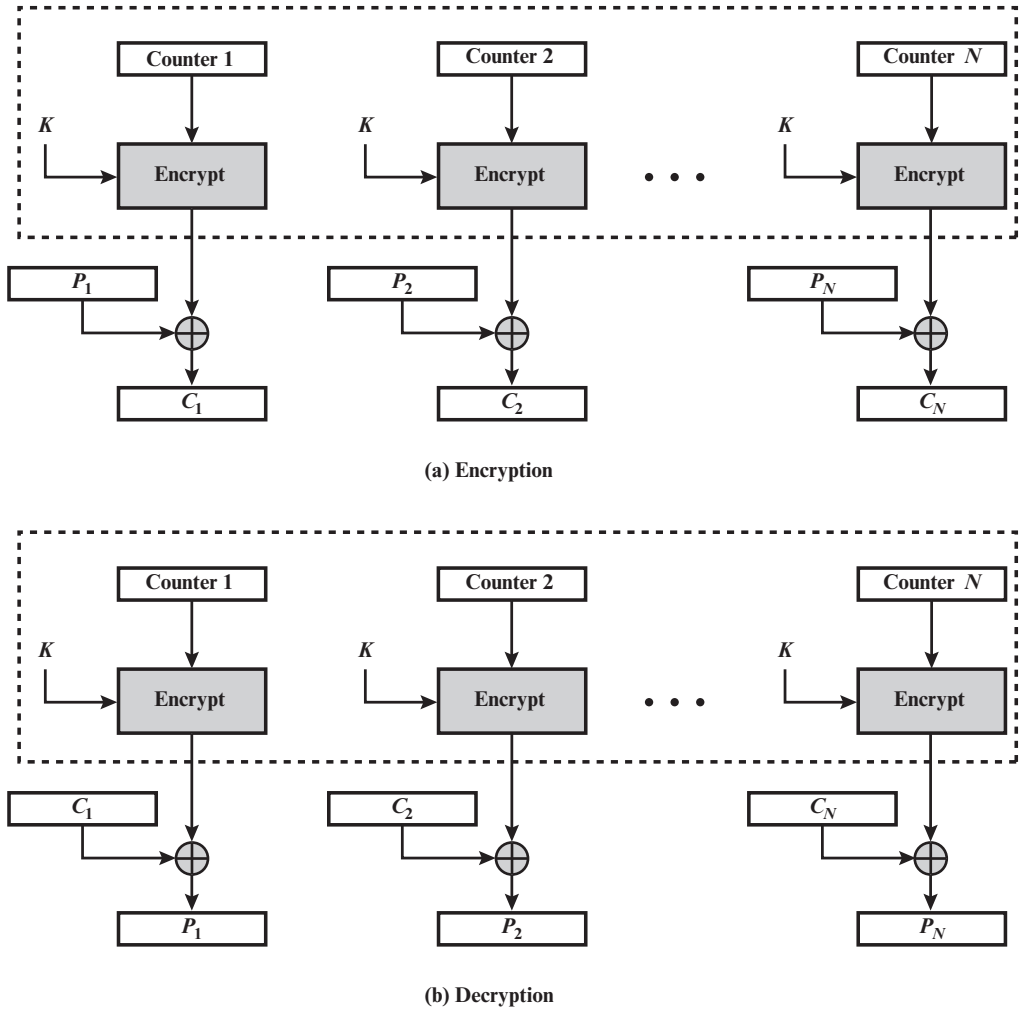 Counter 1 Counter 2 Counter N
K K K
Encrypt Encrypt • • • Encrypt
P1 P2 PN
C1 C2 CN
(a) Encryption
Counter 1 Counter 2 Counter N
K K K
Encrypt Encrypt • • • Encrypt
C1 C2 CN
P1 P2 PN
(b) Decryption